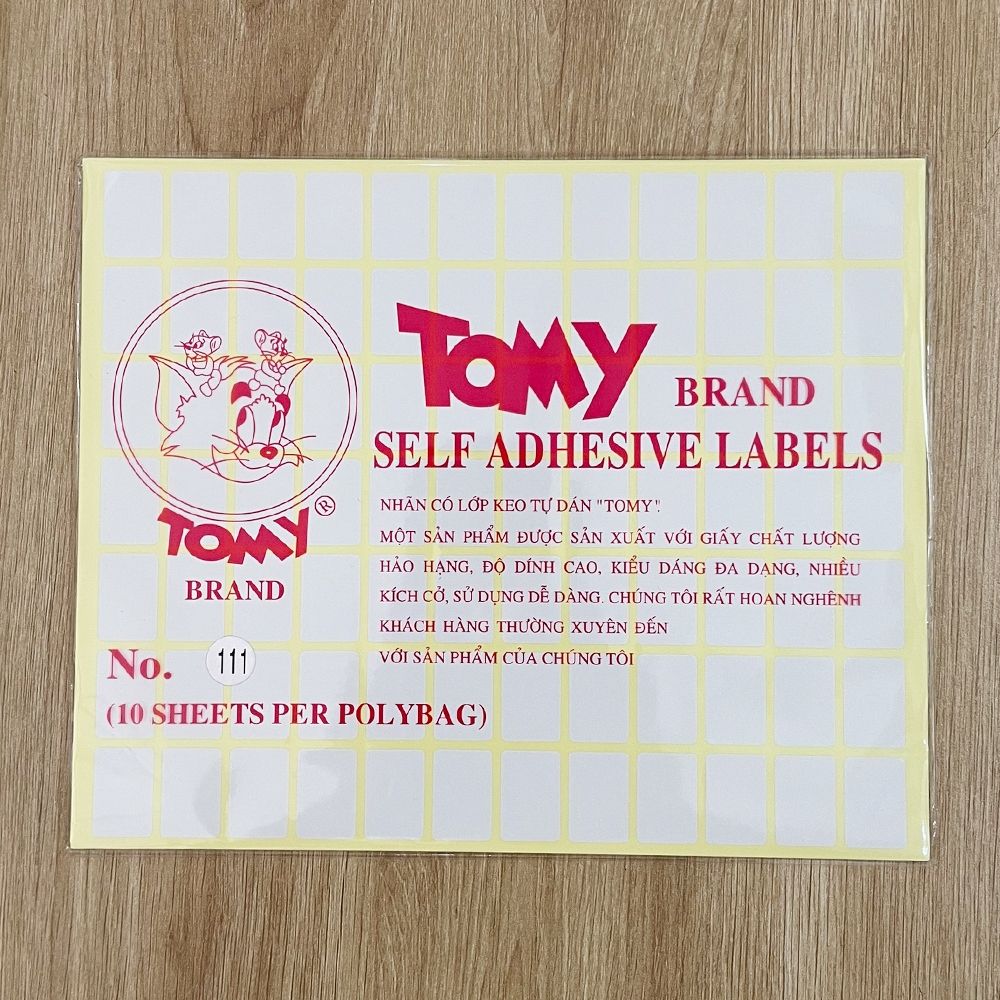 TOMY BRAND
SELF ADHESIVE LABELS
NHÃN CÓ LỚP KEO TỰ DÁN "TOMY".
MỘT SẢN PHẨM ĐƯỢC SẢN XUẤT VỚI GIẤY CHẤT LƯỢNG
HẢO HẠNG, ĐỘ DÍNH CAO, KIỂU DÁNG ĐA DẠNG, NHIỀU
KÍCH CỞ, SỬ DỤNG DỄ DÀNG. CHÚNG TÔI RẤT HOAN NGHÊNH
KHÁCH HÀNG THƯỜNG XUYÊN ĐẾN
VỚI SẢN PHẨM CỦA CHÚNG TÔI
TOMY ®
BRAND
No. 111
(10 SHEETS PER POLYBAG)